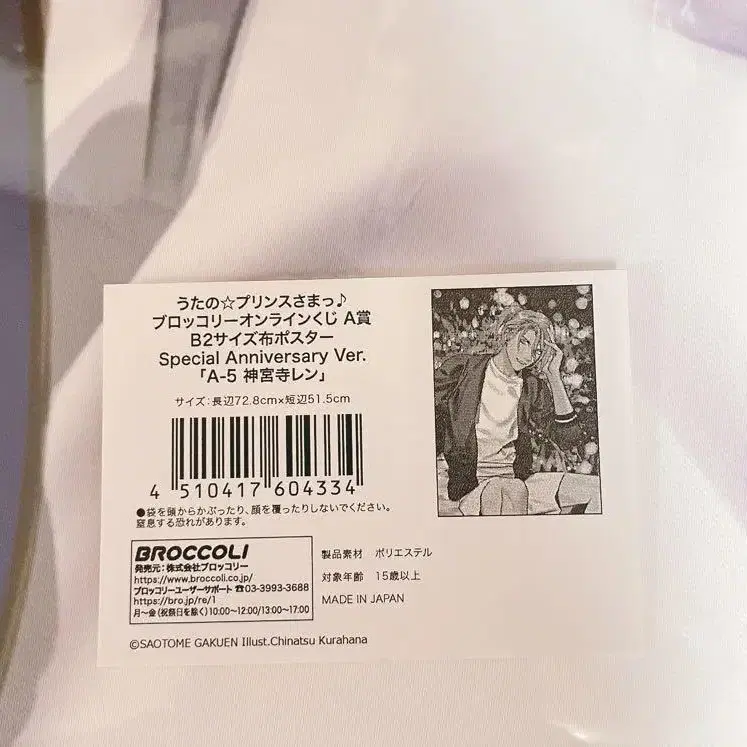 うたの☆プリンスさまっ♪
ブロッコリーオンラインくじ A賞
B2サイズ布ポスター
Special Anniversary Ver.
「A-5 神宮寺レン」
サイズ：長辺72.8cm×短辺51.5cm
4 510417 604334
●袋を頭からかぶったり、顔を覆ったりしないでください。
窒息する恐れがあります。
BROCCOLI
発売元：株式会社ブロッコリー
https://www.broccoli.co.jp/
ブロッコリーユーザーサポート ☎03-3993-3688
https://bro.jp/re/1
月〜金（祝祭日を除く）10:00〜12:00/13:00〜17:00
製品素材 ポリエステル
対象年齢 15歳以上
MADE IN JAPAN
©SAOTOME GAKUEN Illust.Chinatsu Kurahana